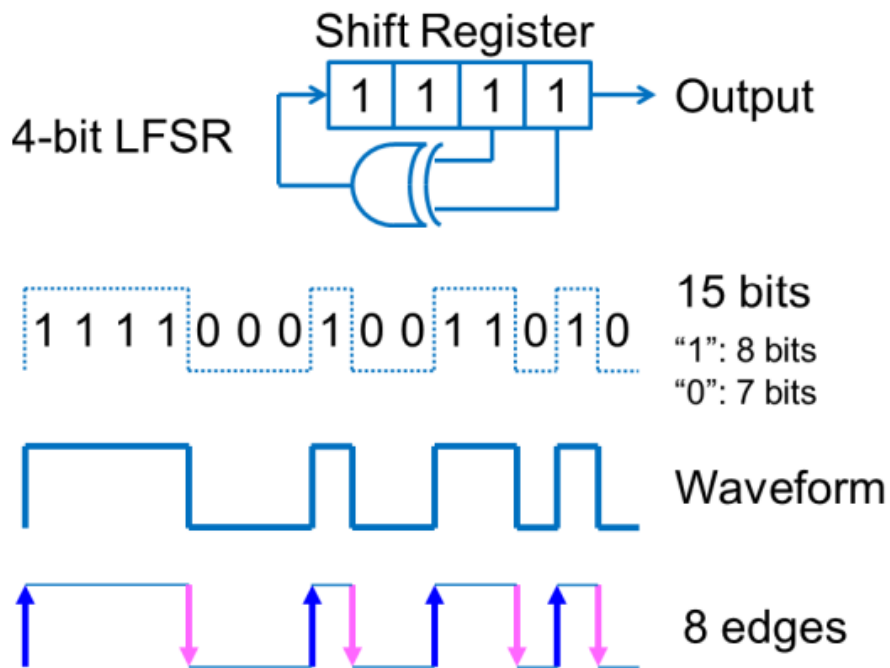 Shift Register
1 1 1 1
Output
4-bit LFSR
1 1 1 1 0 0 0 1 0 0 1 1 0 1 0
15 bits
“1”: 8 bits
“0”: 7 bits
Waveform
8 edges